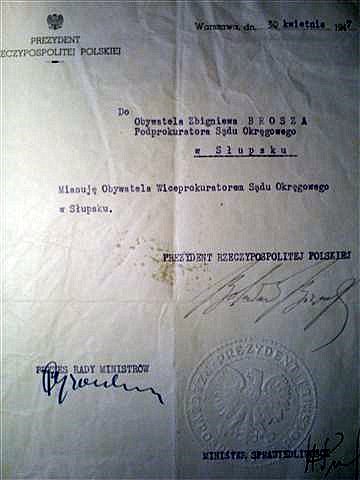 PREZYDENT
RZECZYPOSPOLITEJ POLSKIEJ
Warszawa, dn. 30 kwietnia 1947
Do
Obywatela Zbigniewa BROSZA
Podprokuratora Sądu Okręgowego
w Słupsku
Mianuję Obywatela Wiceprokuratorem Sądu Okręgowego
w Słupsku.
PREZYDENT RZECZYPOSPOLITEJ POLSKIEJ
PREZES RADY MINISTRÓW
MINISTER SPRAWIEDLIWOŚCI